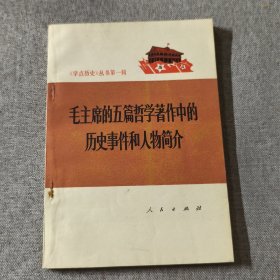 《学点历史》丛书第一辑
毛主席的五篇哲学著作中的
历史事件和人物简介
人民出版社